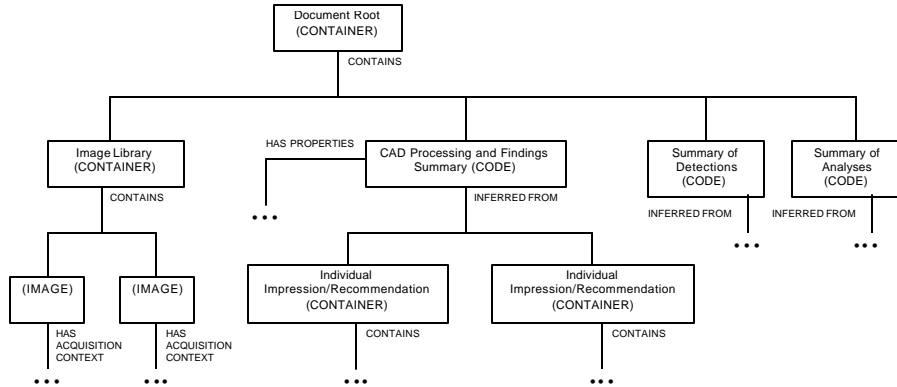 Document Root
(CONTAINER)
CONTAINS
Image Library
(CONTAINER)
HAS PROPERTIES
CAD Processing and Findings
Summary (CODE)
Summary of
Detections
(CODE)
Summary of
Analyses
(CODE)
CONTAINS
INFERRED FROM
INFERRED FROM
INFERRED FROM
(IMAGE)
(IMAGE)
Individual
Impression/Recommendation
(CONTAINER)
Individual
Impression/Recommendation
(CONTAINER)
HAS
ACQUISITION
CONTEXT
HAS
ACQUISITION
CONTEXT
CONTAINS
CONTAINS